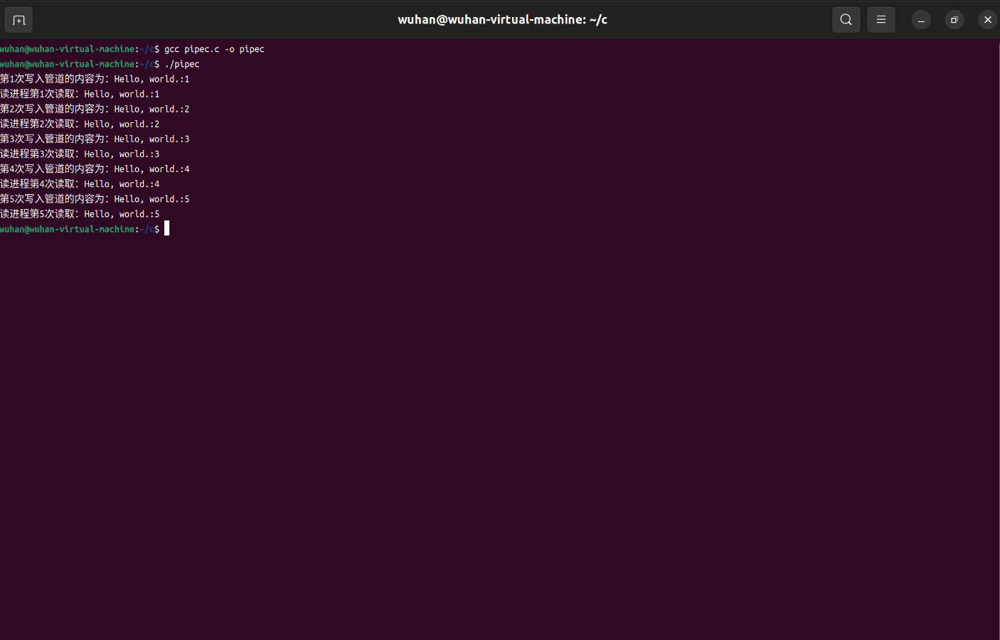 wuhan@wuhan-virtual-machine: ~/c
wuhan@wuhan-virtual-machine:~/c$ gcc pipec.c -o pipec
wuhan@wuhan-virtual-machine:~/c$ ./pipec
第1次写入管道的内容为：Hello, world.:1
读进程第1次读取：Hello, world.:1
第2次写入管道的内容为：Hello, world.:2
读进程第2次读取：Hello, world.:2
第3次写入管道的内容为：Hello, world.:3
读进程第3次读取：Hello, world.:3
第4次写入管道的内容为：Hello, world.:4
读进程第4次读取：Hello, world.:4
第5次写入管道的内容为：Hello, world.:5
读进程第5次读取：Hello, world.:5
wuhan@wuhan-virtual-machine:~/c$